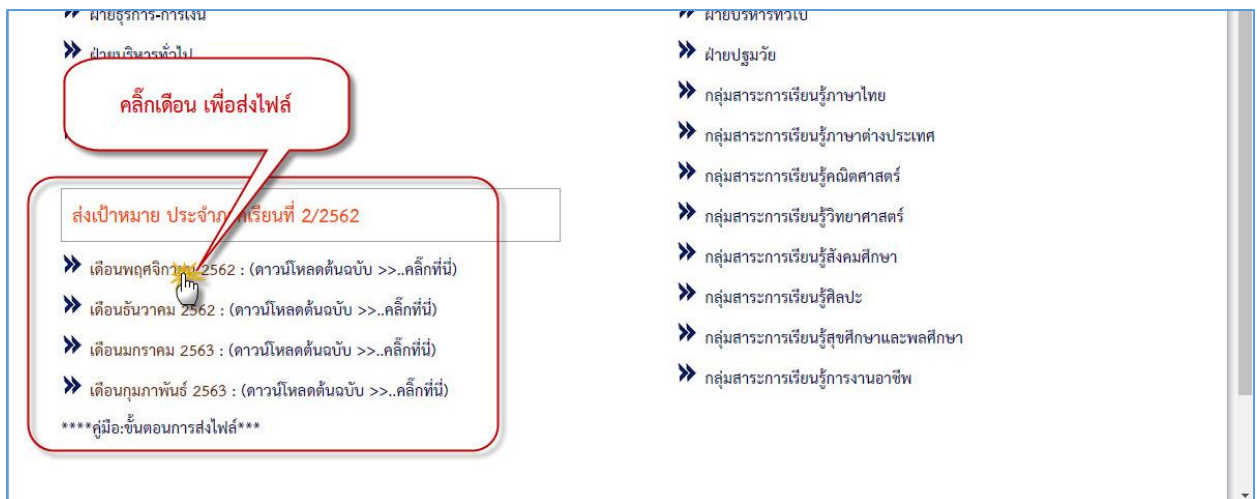 ฝ่ายธุรการ-การเงิน
ฝ่ายบริหารทั่วไป
คลิ๊กเดือน เพื่อส่งไฟล์
ส่งเป้าหมาย ประจำภาคเรียนที่ 2/2562
เดือนพฤศจิกายน 2562 : (ดาวน์โหลดต้นฉบับ >>..คลิ๊กที่นี่)
เดือนธันวาคม 2562 : (ดาวน์โหลดต้นฉบับ >>..คลิ๊กที่นี่)
เดือนมกราคม 2563 : (ดาวน์โหลดต้นฉบับ >>..คลิ๊กที่นี่)
เดือนกุมภาพันธ์ 2563 : (ดาวน์โหลดต้นฉบับ >>..คลิ๊กที่นี่)
****คู่มือ:ขั้นตอนการส่งไฟล์***
ฝ่ายบริหารทั่วไป
ฝ่ายปฐมวัย
กลุ่มสาระการเรียนรู้ภาษาไทย
กลุ่มสาระการเรียนรู้ภาษาต่างประเทศ
กลุ่มสาระการเรียนรู้คณิตศาสตร์
กลุ่มสาระการเรียนรู้วิทยาศาสตร์
กลุ่มสาระการเรียนรู้สังคมศึกษา
กลุ่มสาระการเรียนรู้ศิลปะ
กลุ่มสาระการเรียนรู้สุขศึกษาและพลศึกษา
กลุ่มสาระการเรียนรู้การงานอาชีพ